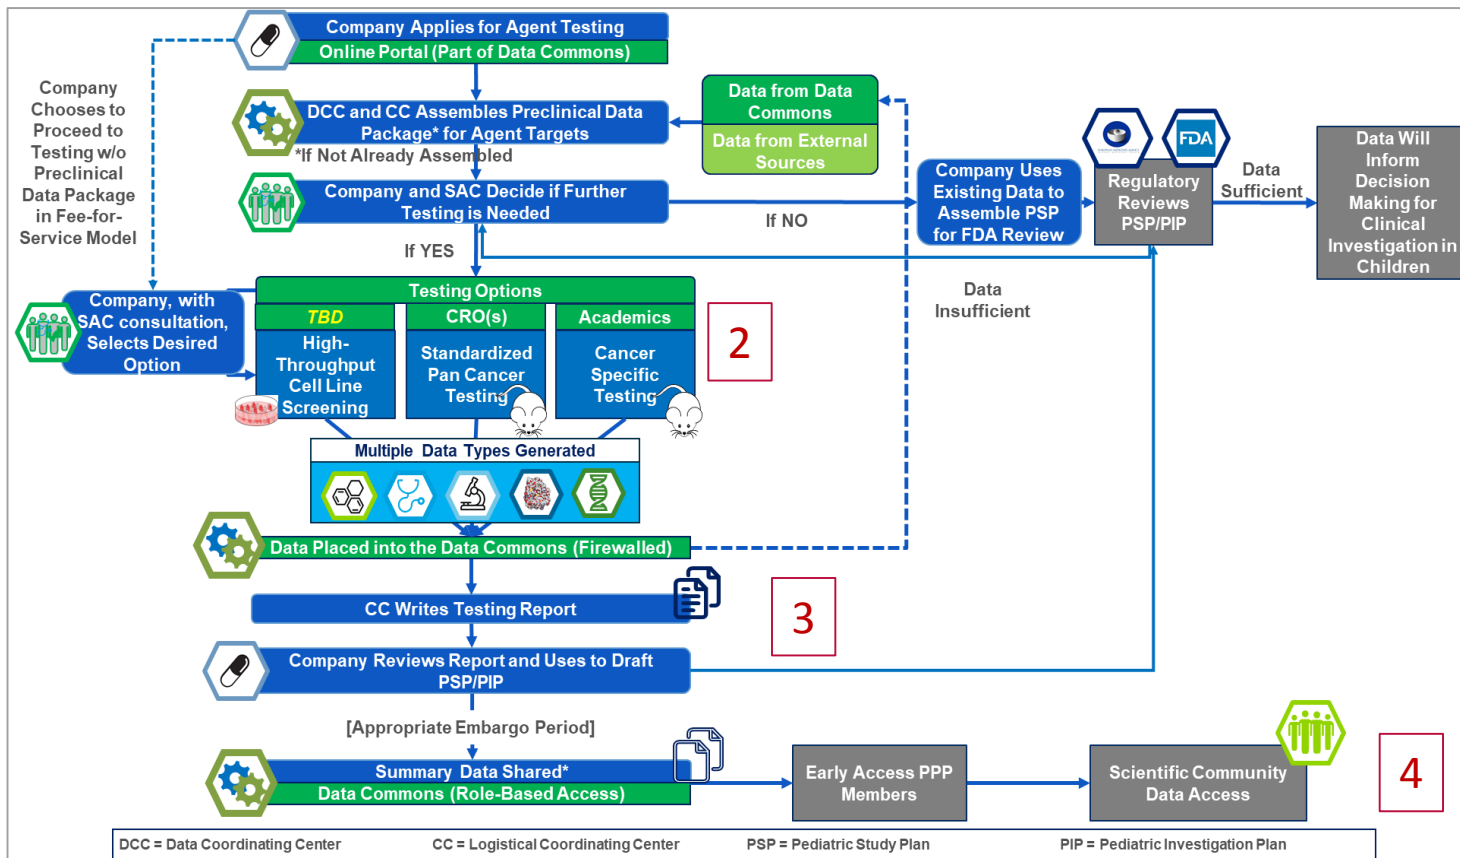 Company Applies for Agent Testing
Online Portal (Part of Data Commons)
Company
Chooses to
Proceed to
Testing w/o
Preclinical
Data Package
in Fee-for-
Service Model
DCC and CC Assembles Preclinical Data
Package* for Agent Targets
*If Not Already Assembled
Data from Data
Commons
Data from External
Sources
Company and SAC Decide if Further
Testing is Needed
If NO
If YES
Company Uses
Existing Data to
Assemble PSP
for FDA Review
FDA
Regulatory
Reviews
PSP/PIP
Data
Sufficient
Data Will
Inform
Decision
Making for
Clinical
Investigation in
Children
Data
Insufficient
Company, with
SAC consultation,
Selects Desired
Option
Testing Options
TBD
High-
Throughput
Cell Line
Screening
CRO(s)
Standardized
Pan Cancer
Testing
Academics
Cancer
Specific
Testing
2
Multiple Data Types Generated
Data Placed into the Data Commons (Firewalled)
CC Writes Testing Report
3
Company Reviews Report and Uses to Draft
PSP/PIP
[Appropriate Embargo Period]
Summary Data Shared*
Data Commons (Role-Based Access)
Early Access PPP
Members
Scientific Community
Data Access
4
DCC = Data Coordinating Center
CC = Logistical Coordinating Center
PSP = Pediatric Study Plan
PIP = Pediatric Investigation Plan